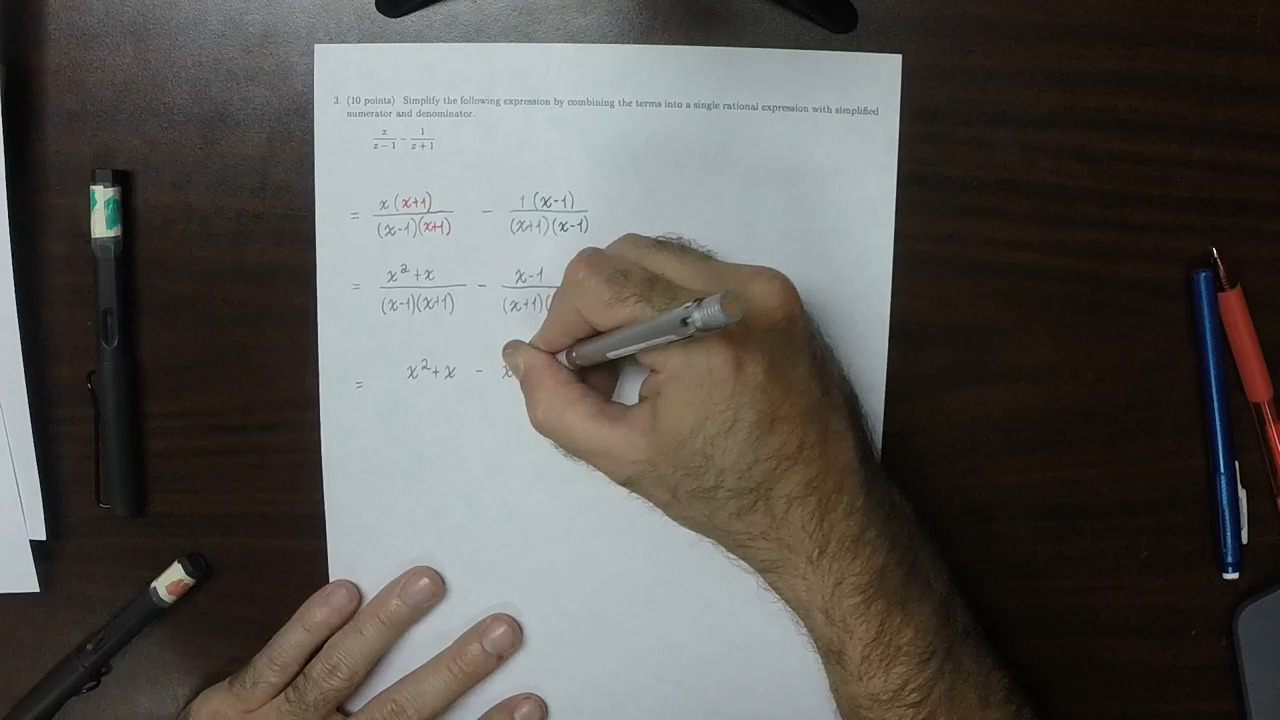 3. (10 points) Simplify the following expression by combining the terms into a single rational expression with simplified
numerator and denominator.
x/(x − 1) − 1/(x + 1)
= x(x+1)/((x-1)(x+1)) - 1(x-1)/((x+1)(x-1))
= (x²+x)/((x-1)(x+1)) - (x-1)/((x+1)(
= x²+x - x